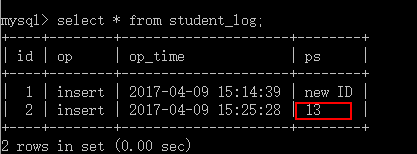 mysql> select * from student_log;
+----+--------+---------------------+--------+
| id | op | op_time | ps |
+----+--------+---------------------+--------+
| 1 | insert | 2017-04-09 15:14:39 | new ID |
| 2 | insert | 2017-04-09 15:25:28 | 13 |
+----+--------+---------------------+--------+
2 rows in set (0.00 sec)